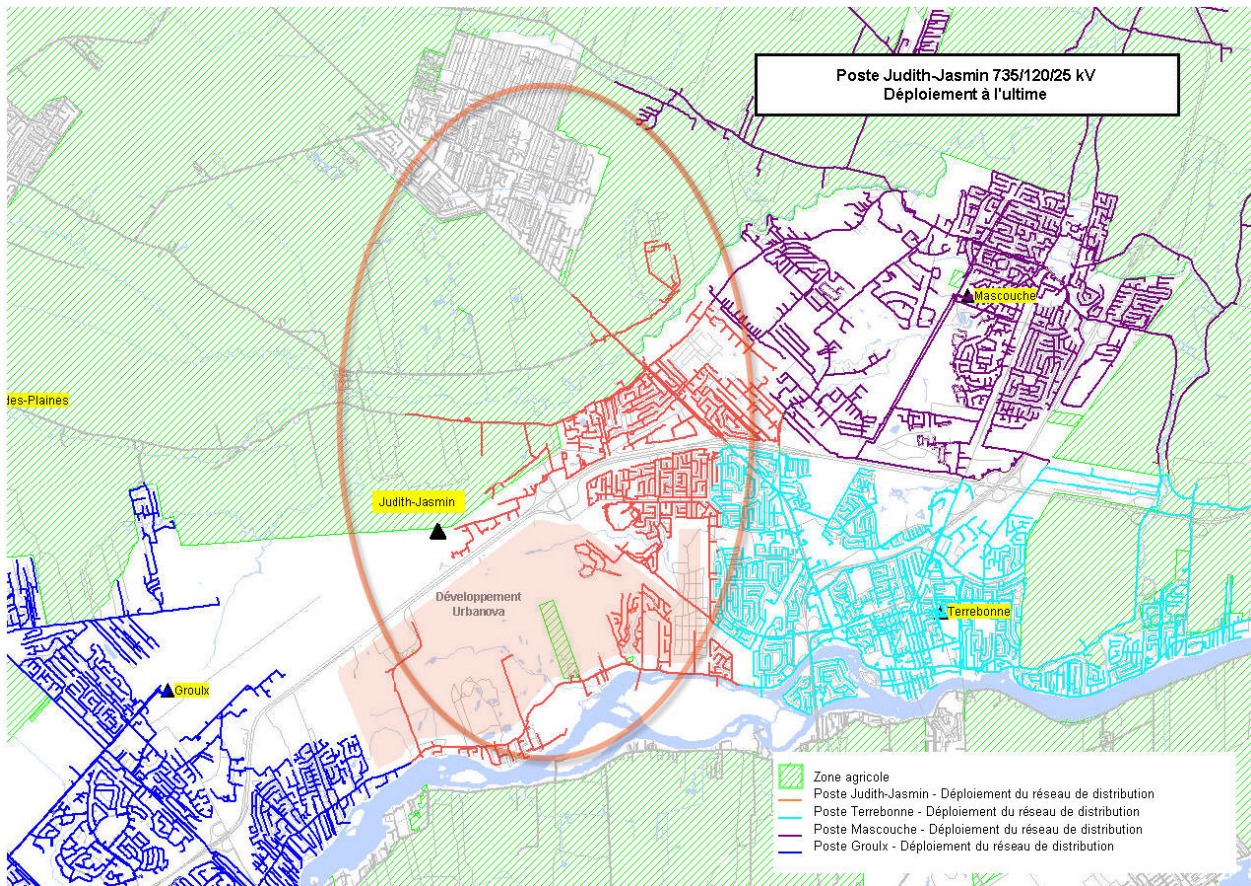 Poste Judith-Jasmin 735/120/25 kV
Déploiement à l'ultime
Mascouche
des-Plaines
Judith-Jasmin
Développement
Urbanova
Terrebonne
Groulx
Zone agricole
Poste Judith-Jasmin - Déploiement du réseau de distribution
Poste Terrebonne - Déploiement du réseau de distribution
Poste Mascouche - Déploiement du réseau de distribution
Poste Groulx - Déploiement du réseau de distribution